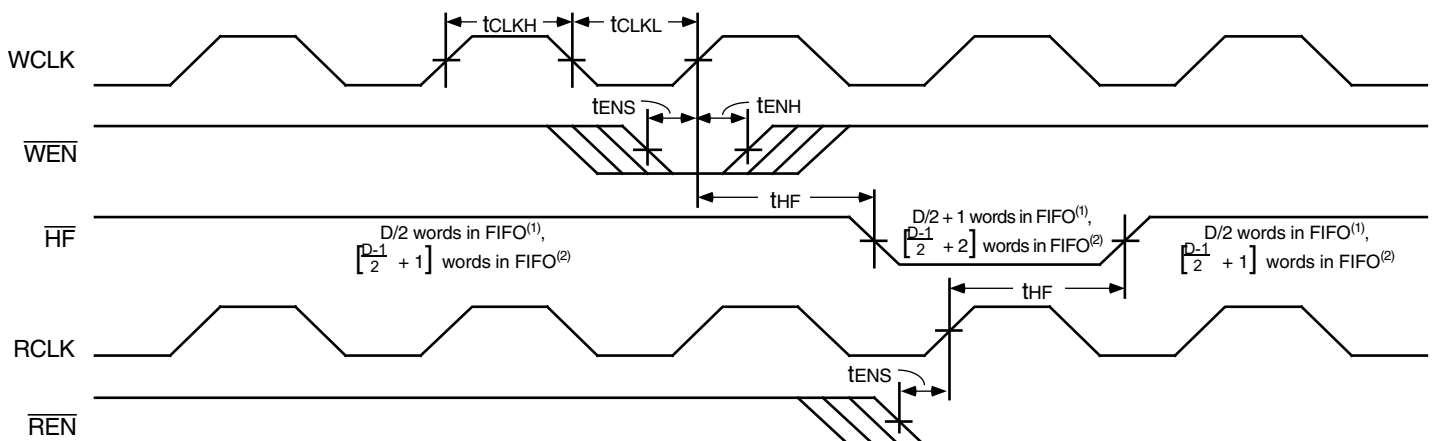 tCLKH
tCLKL
WCLK
tENS
tENH
WEN
tHF
HF
D/2 words in FIFO(1),
[D-1/2 + 1] words in FIFO(2)
D/2 + 1 words in FIFO(1),
[D-1/2 + 2] words in FIFO(2)
D/2 words in FIFO(1),
[D-1/2 + 1] words in FIFO(2)
tHF
RCLK
tENS
REN